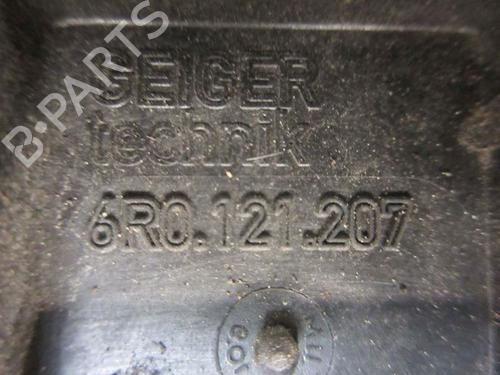 B-PARTS
GEIGER
technik
6R0.121.207